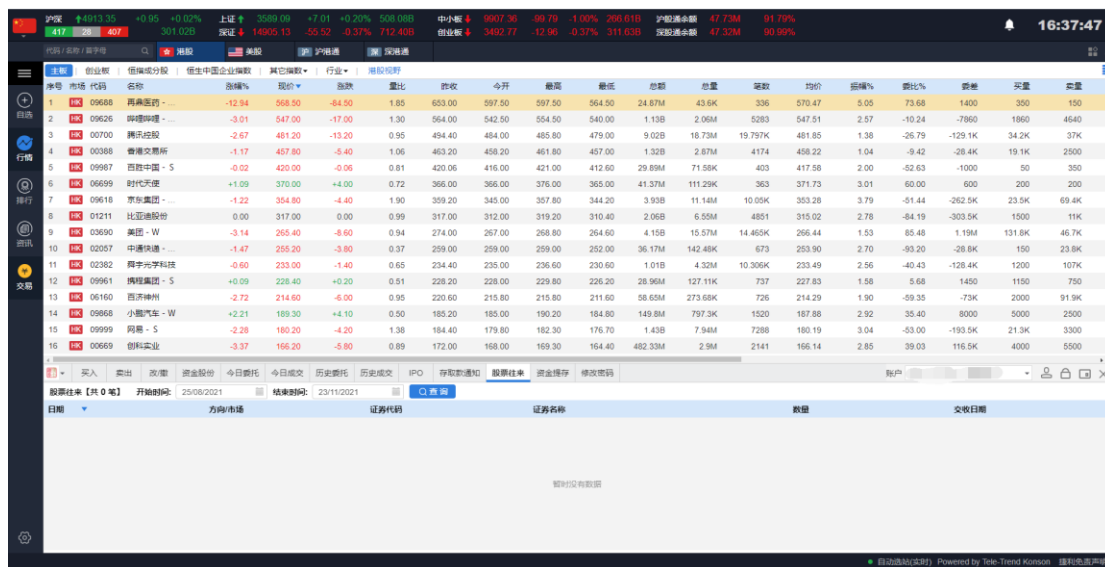 沪深 4913.35 +0.95 +0.02% 上证 3589.09 +7.01 +0.20% 508.00B 中小板 9907.36 -99.79 -1.00% 266.61B 沪股通余额 47.73M 91.79%
417 28 407 301.02B 深证 14905.13 -55.52 -0.37% 712.40B 创业板 3492.77 -12.96 -0.37% 311.63B 深股通余额 47.32M 90.99%
16:37:47
代码 / 名称 / 首字母 港股 美股 沪 沪港通 深 深港通
主板 创业板 恒指成分股 恒生中国企业指数 其它指数 行业 港股视野
序号 市场 代码 名称 涨幅% 现价 涨跌 量比 昨收 今开 最高 最低 总额 总量 笔数 均价 振幅% 委比% 委差 买量 卖量
1 HK 09688 再鼎医药 - ... -12.94 568.50 -84.50 1.85 653.00 597.50 597.50 564.50 24.87M 43.6K 336 570.47 5.05 73.68 1400 350 150
2 HK 09626 哔哩哔哩 - ... -3.01 547.00 -17.00 1.30 564.00 542.50 554.50 540.00 1.13B 2.06M 5283 547.51 2.57 -10.24 -7860 1860 4640
3 HK 00700 腾讯控股 -2.67 481.20 -13.20 0.95 494.40 484.00 485.80 479.00 9.02B 18.73M 19.797K 481.85 1.38 -26.79 -129.1K 34.2K 37K
4 HK 00388 香港交易所 -1.17 457.80 -5.40 1.06 463.20 458.20 461.80 457.00 1.32B 2.87M 4174 458.22 1.04 -9.42 -28.4K 19.1K 2500
5 HK 09987 百胜中国 - S -0.02 420.00 -0.06 0.81 420.06 416.00 421.00 412.60 29.89M 71.58K 403 417.58 2.00 -52.63 -1000 50 350
6 HK 06699 时代天使 +1.09 370.00 +4.00 0.72 366.00 366.00 376.00 365.00 41.37M 111.29K 363 371.73 3.01 60.00 600 200 200
7 HK 09618 京东集团 - ... -1.22 354.80 -4.40 1.90 359.20 345.00 357.80 344.20 3.93B 11.14M 10.05K 353.28 3.79 -51.44 -262.5K 23.5K 69.4K
8 HK 01211 比亚迪股份 0.00 317.00 0.00 0.99 317.00 312.00 319.20 310.40 2.06B 6.55M 4851 315.02 2.78 -84.19 -303.5K 1500 11K
9 HK 03690 美团 - W -3.14 265.40 -8.60 0.94 274.00 267.00 268.80 264.60 4.15B 15.57M 14.465K 266.44 1.53 85.48 1.19M 131.8K 46.7K
10 HK 02057 中通快递 - ... -1.47 255.20 -3.80 0.37 259.00 259.00 259.00 252.00 36.17M 142.48K 673 253.90 2.70 -93.20 -28.8K 150 23.8K
11 HK 02382 舜宇光学科技 -0.60 233.00 -1.40 0.65 234.40 235.00 236.60 230.60 1.01B 4.32M 10.306K 233.49 2.56 -40.43 -128.4K 1200 107K
12 HK 09961 携程集团 - S +0.09 228.40 +0.20 0.51 228.20 228.00 229.80 226.20 28.96M 127.11K 737 227.83 1.58 5.68 1450 1150 750
13 HK 06160 百济神州 -2.72 214.60 -6.00 0.95 220.60 215.80 215.80 211.60 58.65M 273.68K 726 214.29 1.90 -59.35 -73K 2000 91.9K
14 HK 09868 小鹏汽车 - W +2.21 189.30 +4.10 0.50 185.20 185.00 190.20 184.80 149.8M 797.3K 1520 187.88 2.92 35.40 8000 5000 2500
15 HK 09999 网易 - S -2.28 180.20 -4.20 1.38 184.40 179.80 182.30 176.70 1.43B 7.94M 7288 180.19 3.04 -53.00 -193.5K 21.3K 3300
16 HK 00669 创科实业 -3.37 166.20 -5.80 0.89 172.00 168.00 169.30 164.40 482.33M 2.9M 2141 166.14 2.85 39.03 116.5K 4000 5500
自选
行情
排行
资讯
交易
买入 卖出 改/撤 资金股份 今日委托 今日成交 历史委托 历史成交 IPO 存取款通知 股票往来 资金提存 修改密码 账户
股票往来【共 0 笔】 开始时间: 25/08/2021 结束时间: 23/11/2021 查询
日期 方向/市场 证券代码 证券名称 数量 交收日期
暂时没有数据
自动选站(实时) Powered by Tele-Trend Konson 捷利免责声明